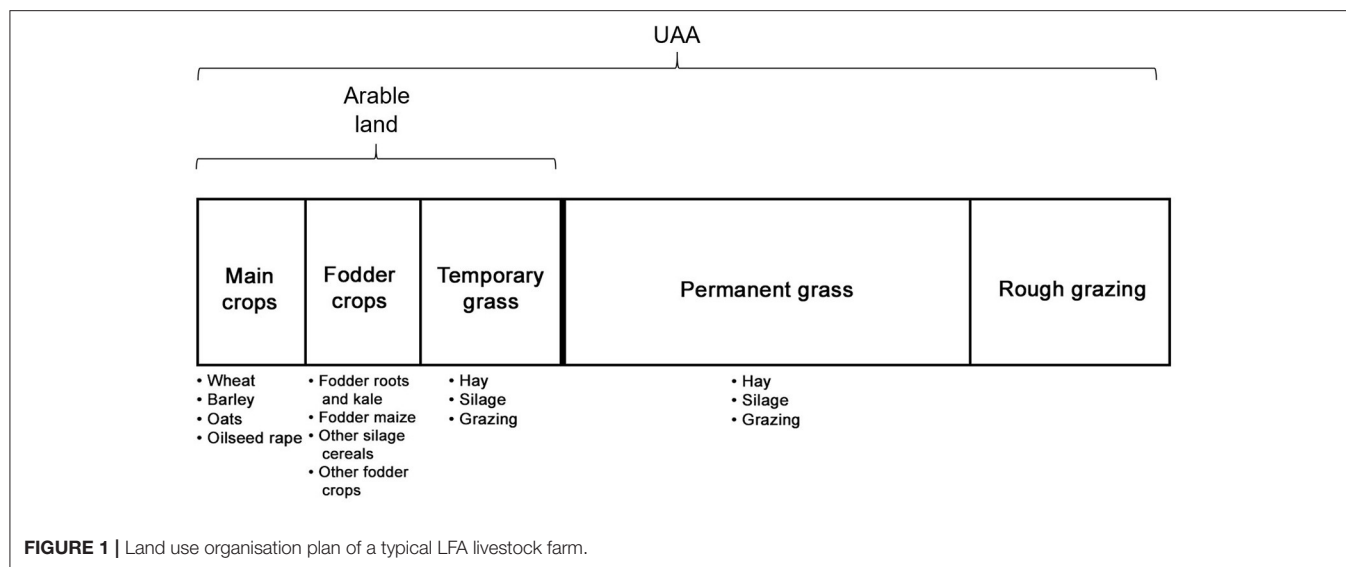 UAA
Arable
land
Main
crops
Fodder
crops
Temporary
grass
Permanent grass
Rough grazing
• Wheat
• Barley
• Oats
• Oilseed rape
• Fodder roots
and kale
• Fodder maize
• Other silage
cereals
• Other fodder
crops
• Hay
• Silage
• Grazing
• Hay
• Silage
• Grazing
FIGURE 1 | Land use organisation plan of a typical LFA livestock farm.